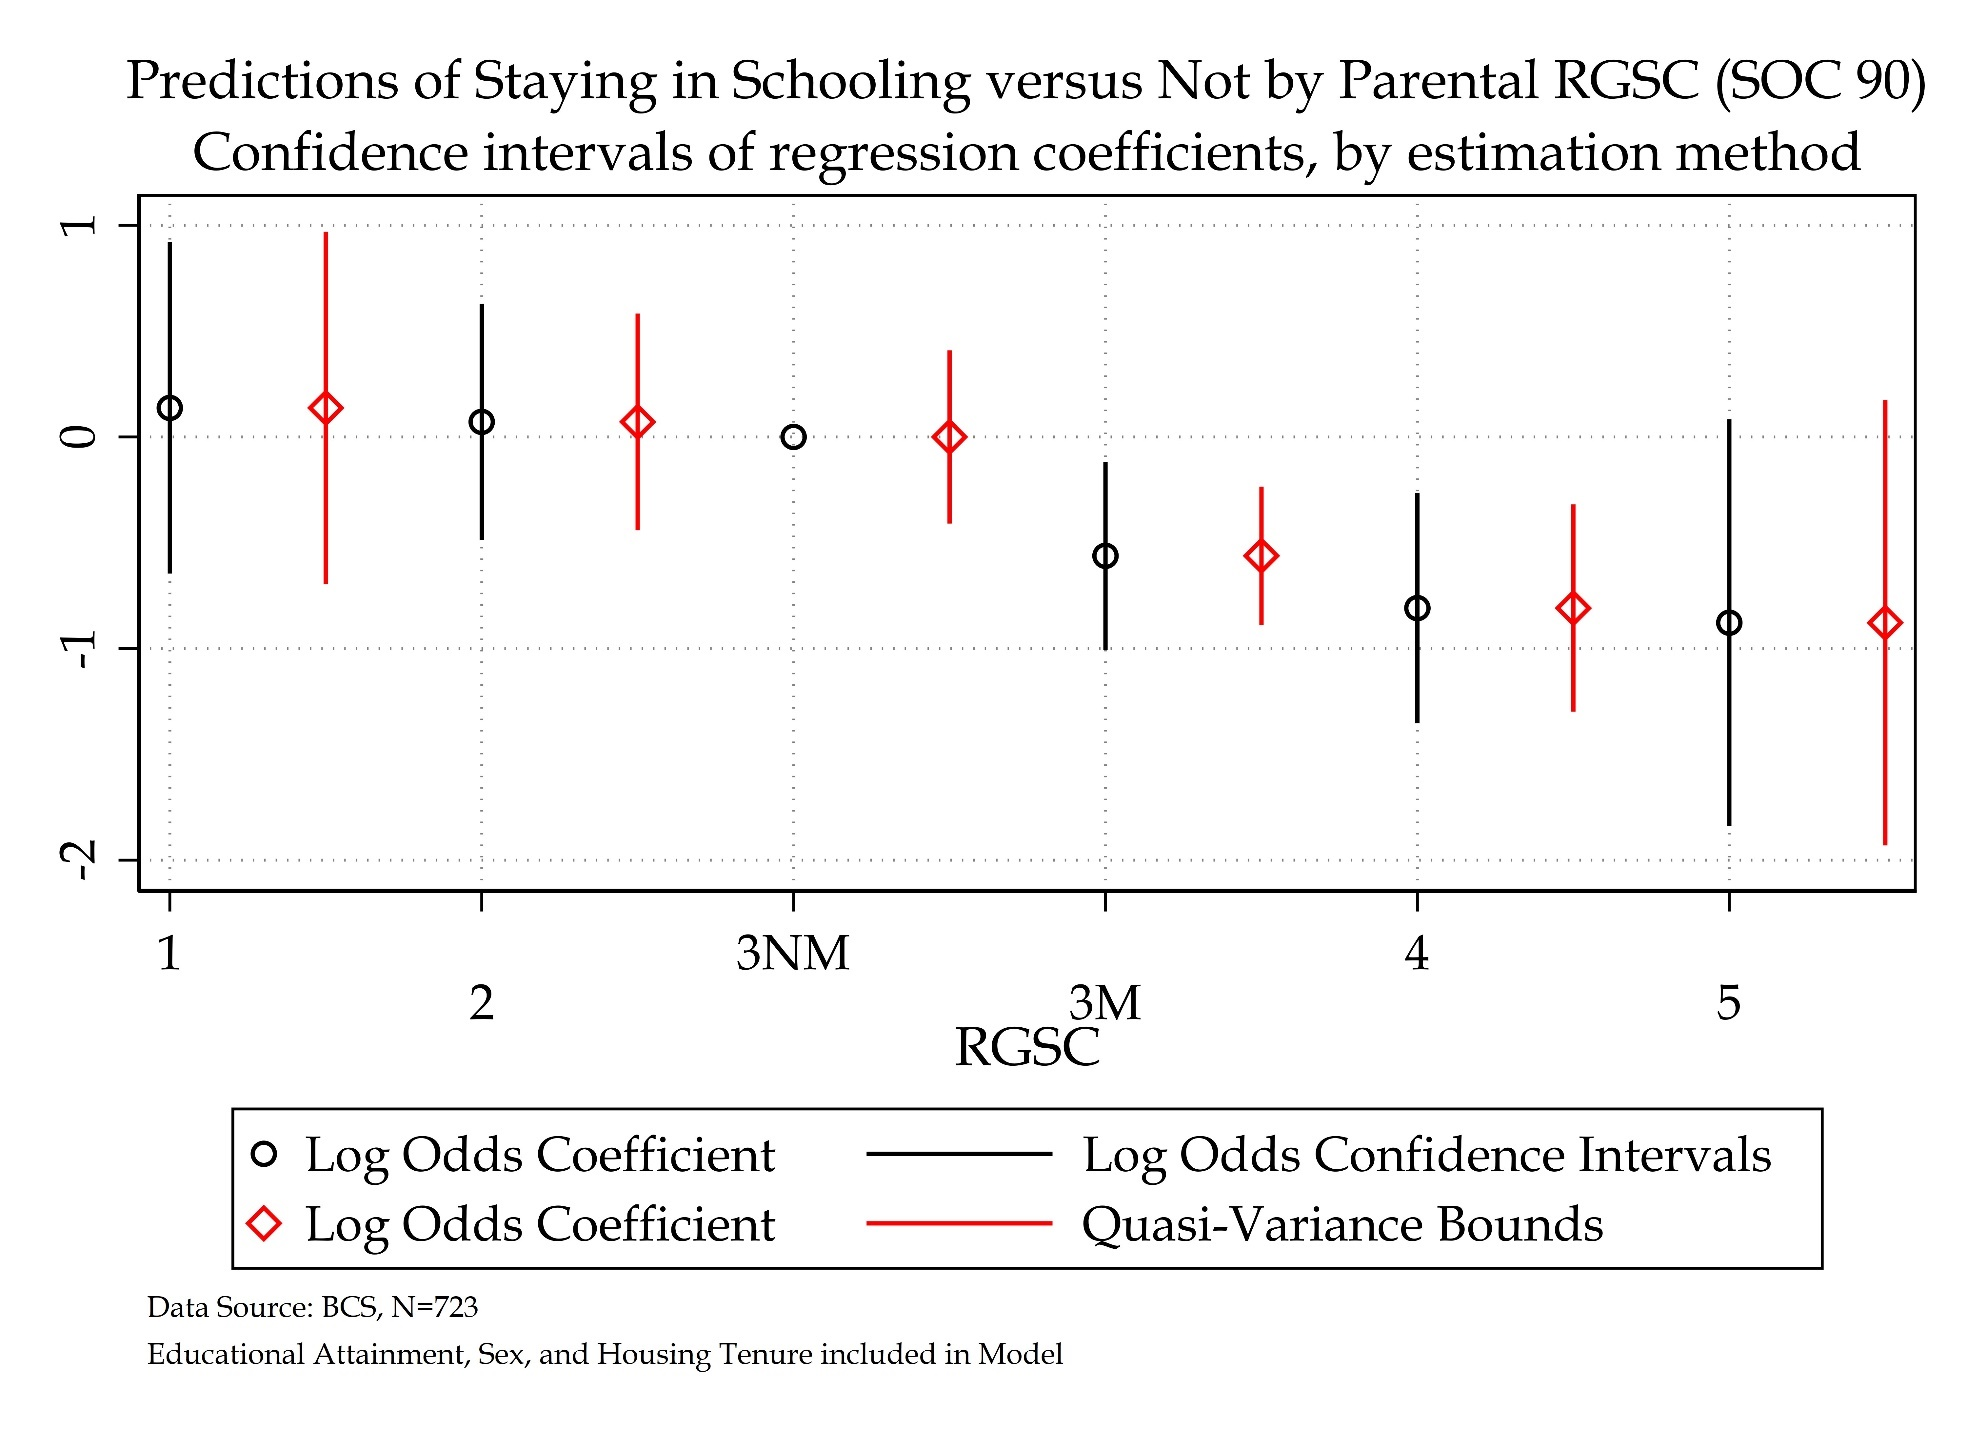 Predictions of Staying in Schooling versus Not by Parental RGSC (SOC 90)
Confidence intervals of regression coefficients, by estimation method
1
0
-1
-2
1
2
3NM
3M
4
5
RGSC
Log Odds Coefficient
Log Odds Confidence Intervals
Log Odds Coefficient
Quasi-Variance Bounds
Data Source: BCS, N=723
Educational Attainment, Sex, and Housing Tenure included in Model